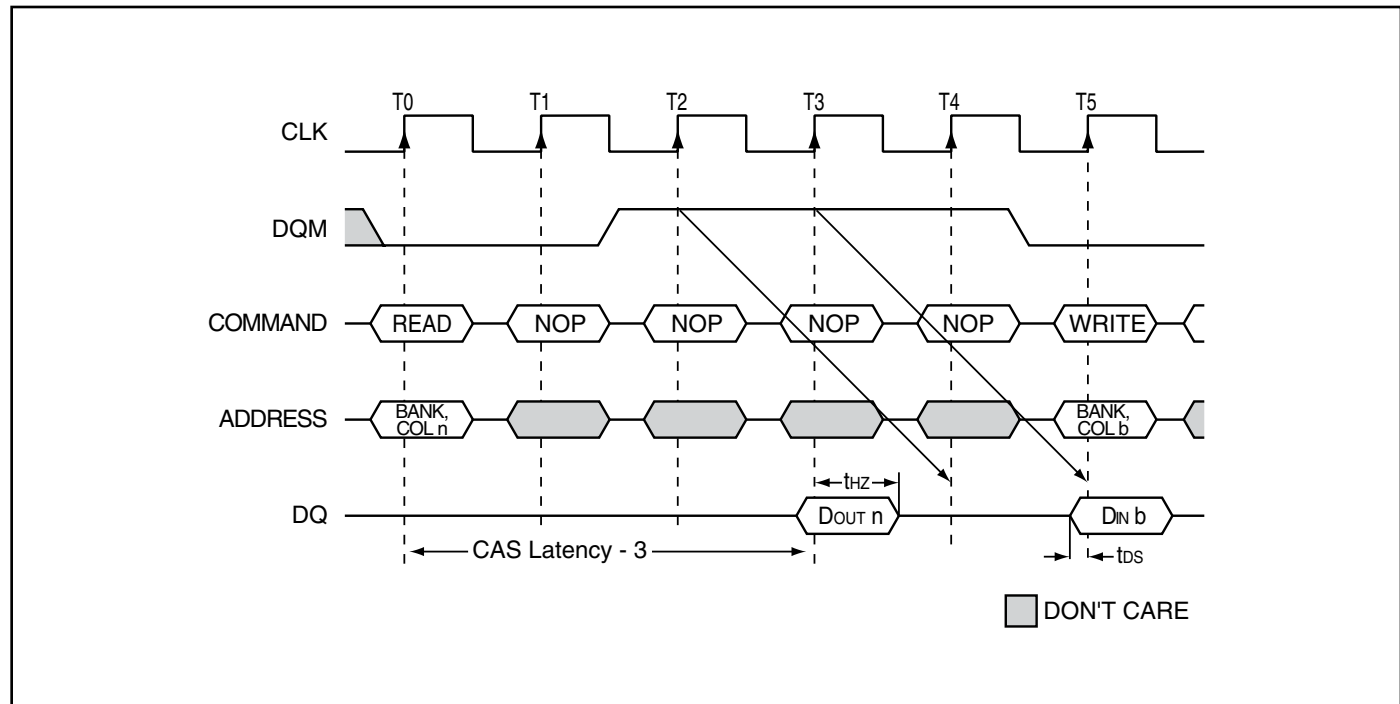 T0 T1 T2 T3 T4 T5
CLK
DQM
COMMAND READ NOP NOP NOP NOP WRITE
ADDRESS BANK, COL n BANK, COL b
tHZ
DQ DOUT n DIN b
CAS Latency - 3 tDS
DON'T CARE